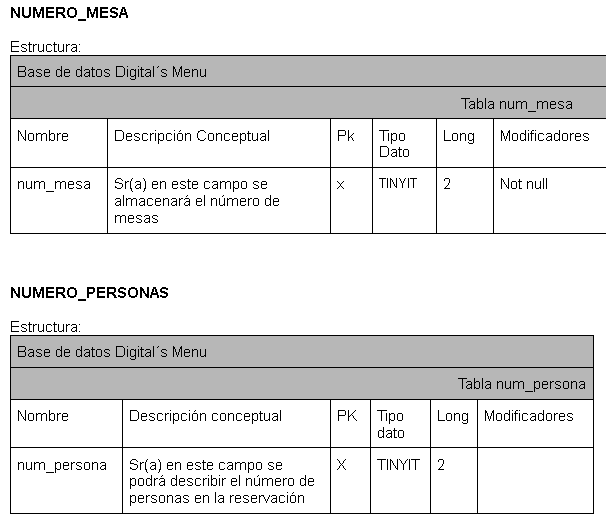 NUMERO_MESA
Estructura:
Base de datos Digital´s Menu
Tabla num_mesa
Nombre Descripción Conceptual Pk Tipo Long Modificadores
Dato
num_mesa Sr(a) en este campo se x TINYIT 2 Not null
almacenará el número de
mesas
NUMERO_PERSONAS
Estructura:
Base de datos Digital´s Menu
Tabla num_persona
Nombre Descripción conceptual PK Tipo Long Modificadores
dato
num_persona Sr(a) en este campo se X TINYIT 2
podrá describir el número de
personas en la reservación